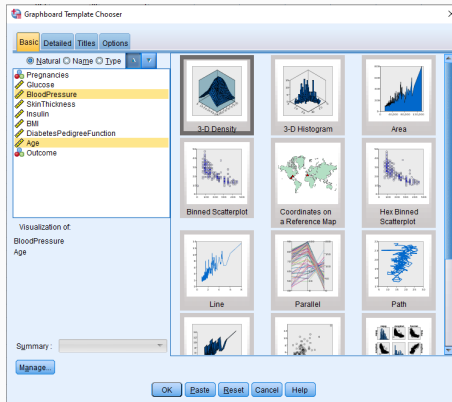 Graphboard Template Chooser
Basic Detailed Titles Options
Natural Name Type
Pregnancies
Glucose
BloodPressure
SkinThickness
Insulin
BMI
DiabetesPedigreeFunction
Age
Outcome
Visualization of:
BloodPressure
Age
Summary:
Manage...
3-D Density
3-D Histogram
Area
Binned Scatterplot
Coordinates on
a Reference Map
Hex Binned
Scatterplot
Line
Parallel
Path
OK Paste Reset Cancel Help